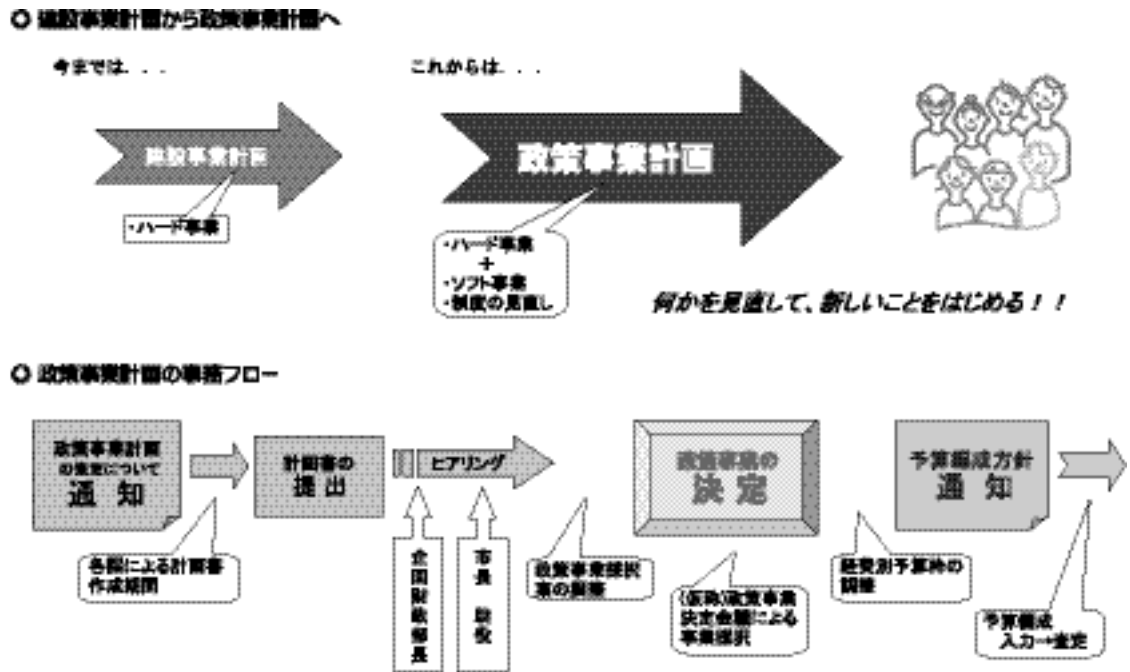 ○ 建設事業計画から政策事業計画へ
今までは．．．
これからは．．．
建設事業計画
政策事業計画
・ハード事業
・ハード事業
＋
・ソフト事業
・制度の見直し
何かを見直して、新しいことをはじめる！！
○ 政策事業計画の事務フロー
政策事業計画
の策定について
通 知
計画書の
提 出
ヒアリング
政策事業の
決 定
予算編成方針
通 知
各課による計画書
作成期間
企画財政部長
市長
政策事業採択
案の調整
(仮称)政策事業
決定会議による
事業採択
経費別予算枠の
調整
予算編成
入力→査定